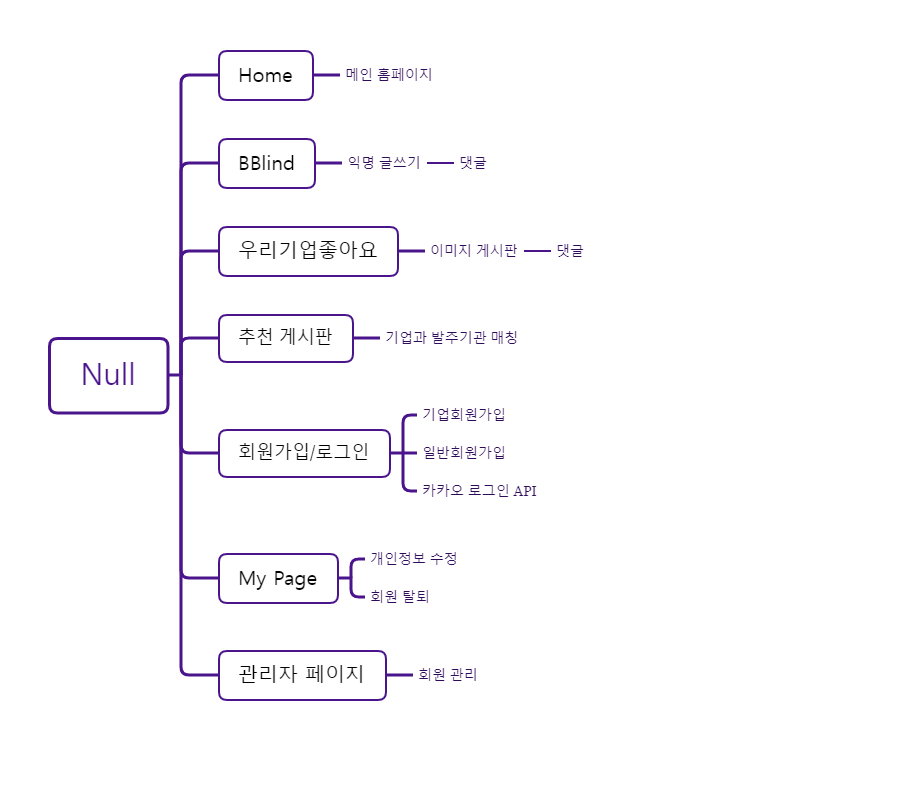 Home
메인 홈페이지
BBlind
익명 글쓰기
댓글
우리기업좋아요
이미지 게시판
댓글
추천 게시판
기업과 발주기관 매칭
Null
회원가입/로그인
기업회원가입
일반회원가입
카카오 로그인 API
My Page
개인정보 수정
회원 탈퇴
관리자 페이지
회원 관리